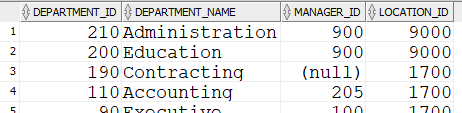 DEPARTMENT_ID DEPARTMENT_NAME MANAGER_ID LOCATION_ID
1 210 Administration 900 9000
2 200 Education 900 9000
3 190 Contracting (null) 1700
4 110 Accounting 205 1700
5 90 Executive 100 1700